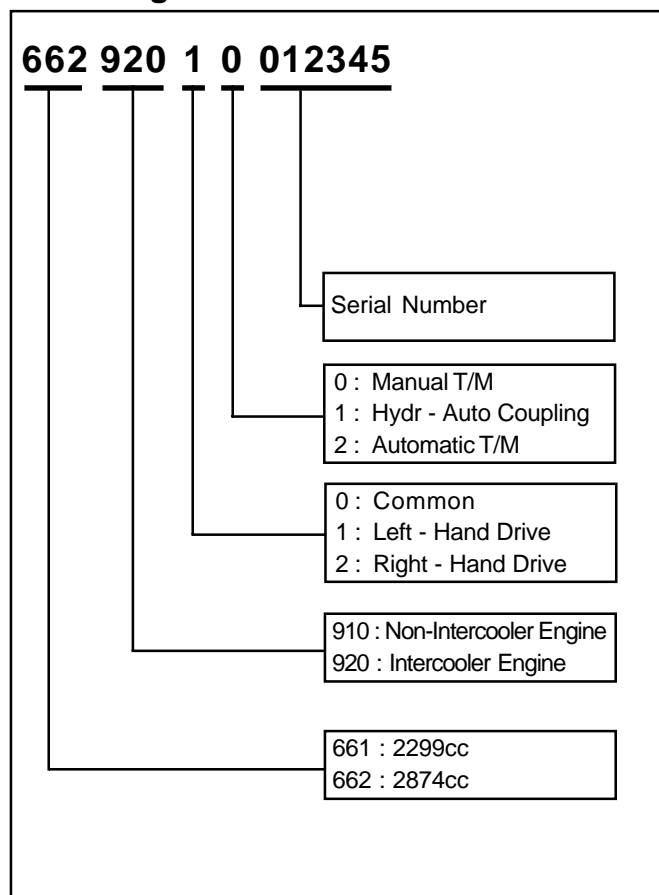 662 920 1 0 012345
Serial Number
0 : Manual T/M
1 : Hydr - Auto Coupling
2 : Automatic T/M
0 : Common
1 : Left - Hand Drive
2 : Right - Hand Drive
910 : Non-Intercooler Engine
920 : Intercooler Engine
661 : 2299cc
662 : 2874cc